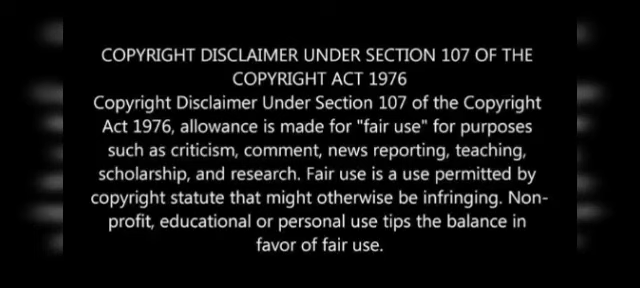 COPYRIGHT DISCLAIMER UNDER SECTION 107 OF THE
COPYRIGHT ACT 1976
Copyright Disclaimer Under Section 107 of the Copyright
Act 1976, allowance is made for "fair use" for purposes
such as criticism, comment, news reporting, teaching,
scholarship, and research. Fair use is a use permitted by
copyright statute that might otherwise be infringing. Non-
profit, educational or personal use tips the balance in
favor of fair use.